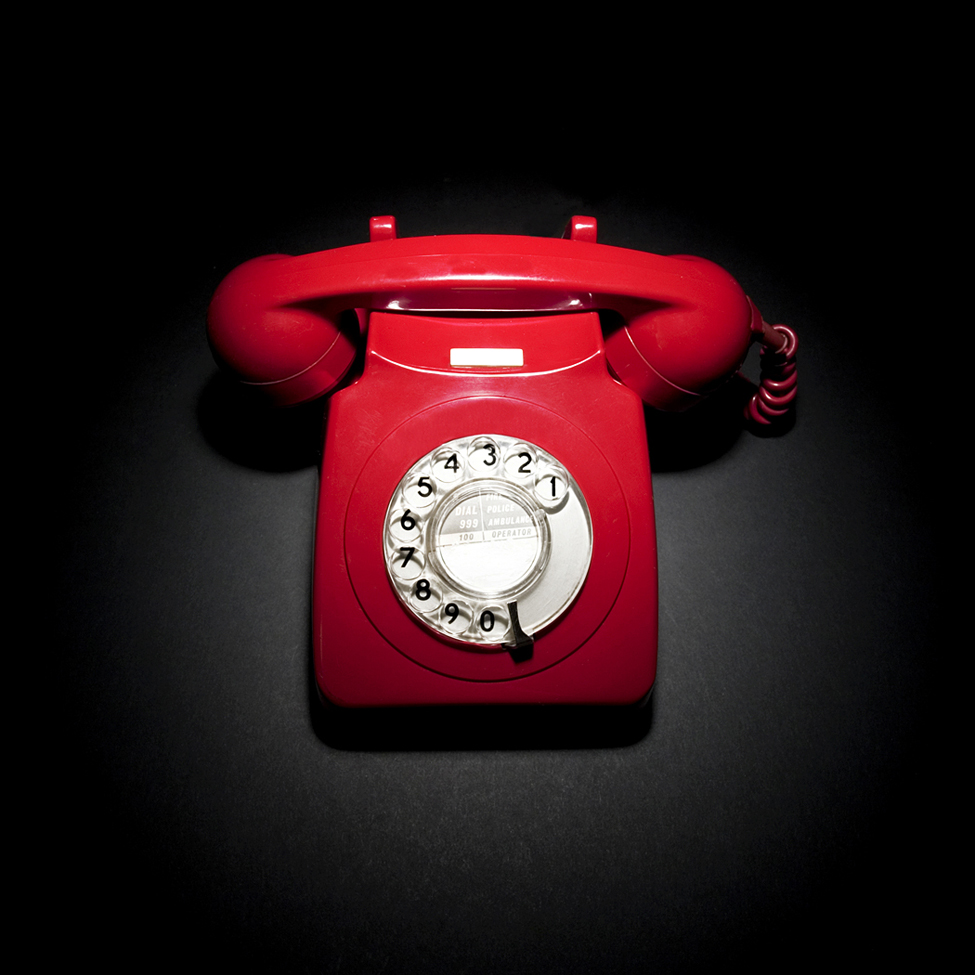 3
4 2
5 1
DIAL POLICE
6 999 AMBULANCE
100 OPERATOR
7
8
9 0